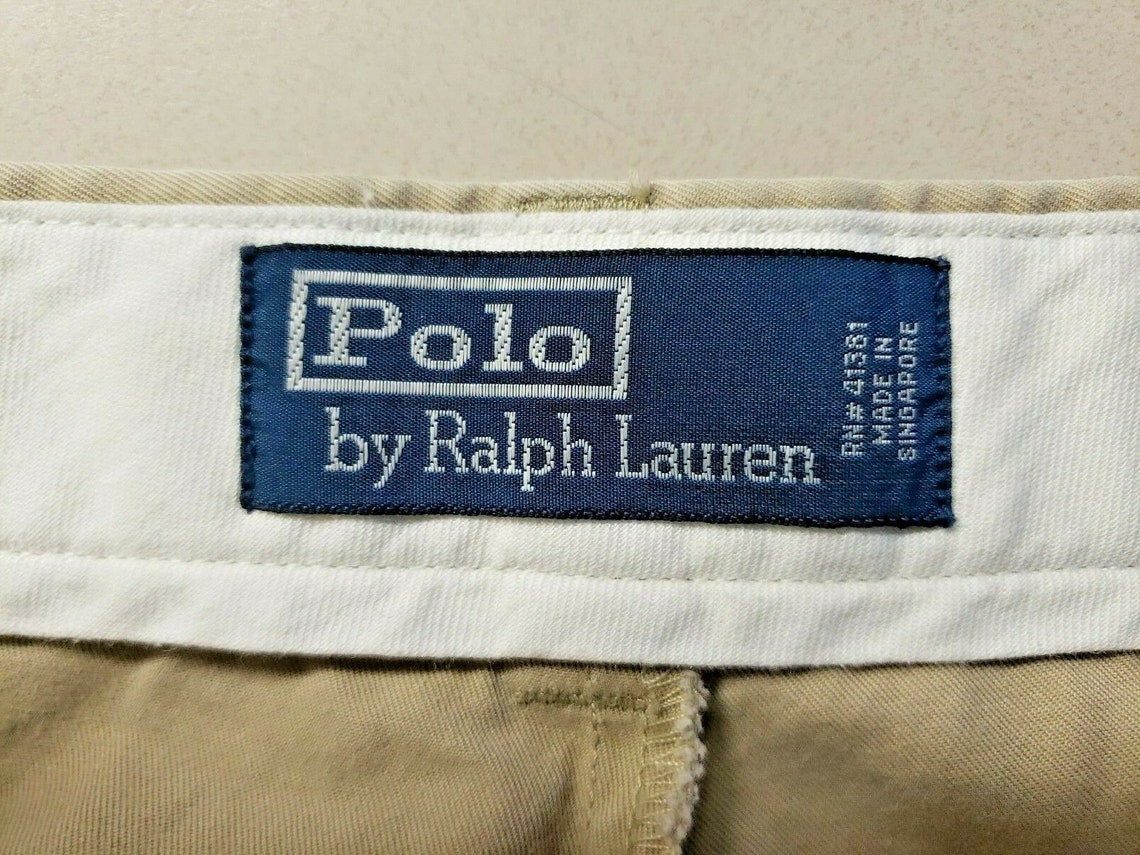 Polo
by Ralph Lauren
RN# 41381
MADE IN
SINGAPORE